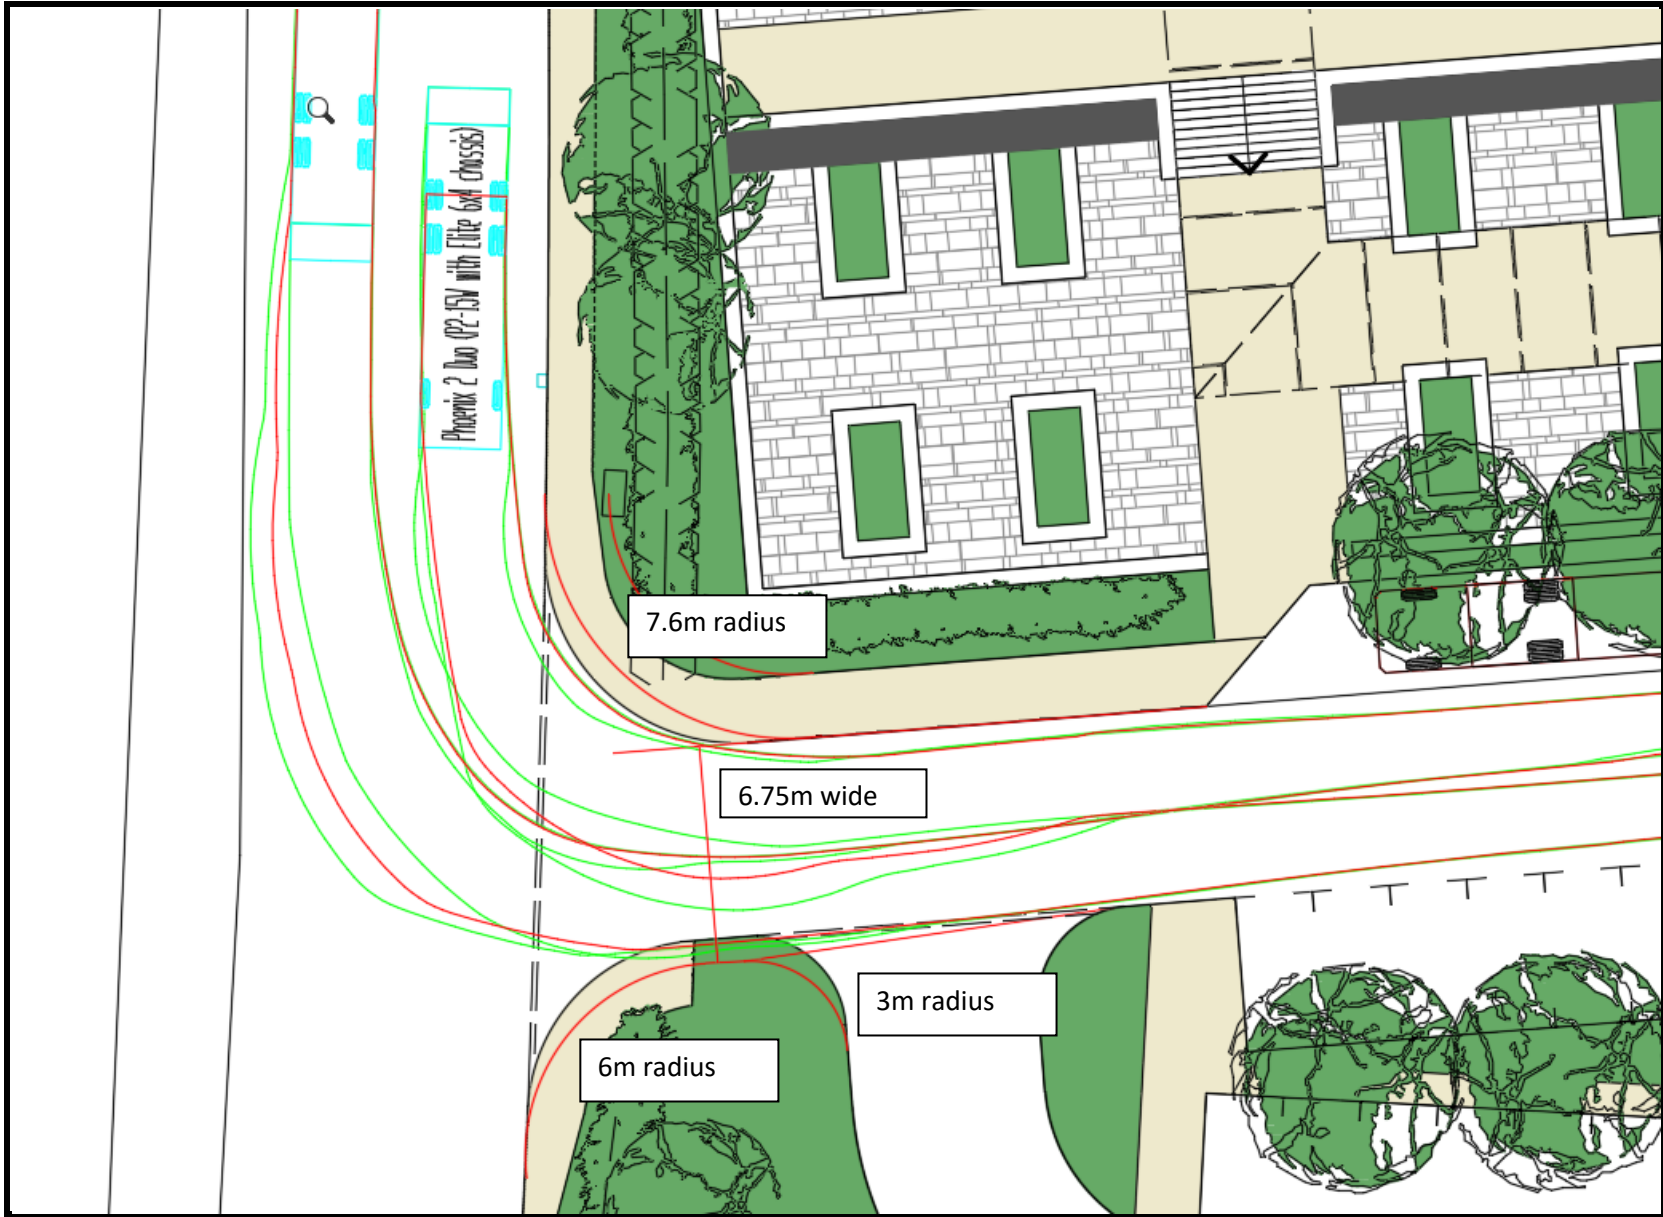 Phoenix 2 Duo (P2-15W with Elite 6x4 chassis)
7.6m radius
6.75m wide
3m radius
6m radius